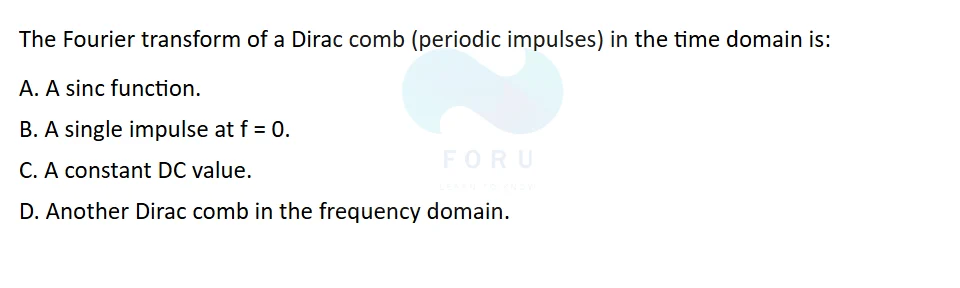 The Fourier transform of a Dirac comb (periodic impulses) in the time domain is:
A. A sinc function.
B. A single impulse at f = 0.
FORU
C. A constant DC value.
D. Another Dirac comb in the frequency domain.